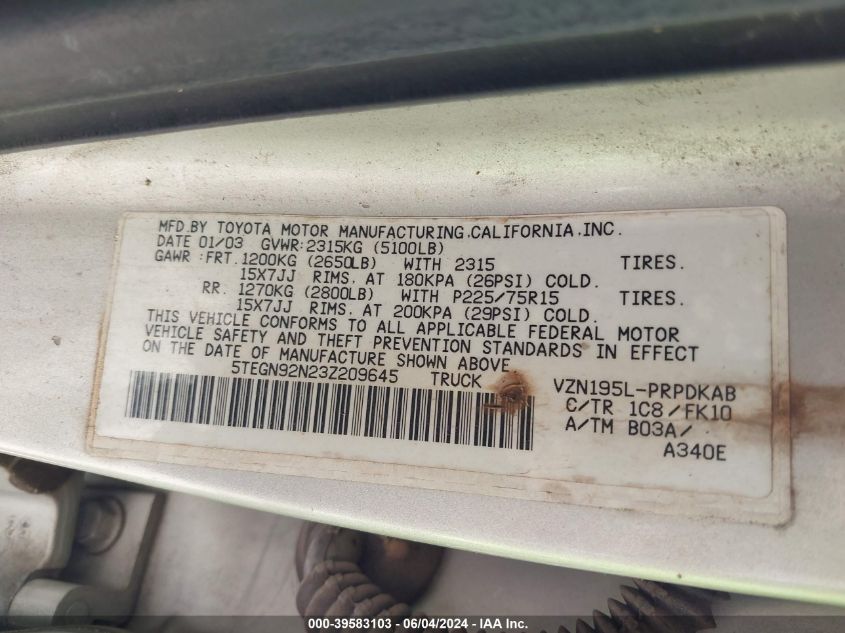 MFD.BY TOYOTA MOTOR MANUFACTURING,CALIFORNIA,INC.
DATE 01/03 GVWR:2315KG (5100LB)
GAWR :FRT.1200KG (2650LB) WITH 2315 TIRES.
15X7JJ RIMS, AT 180KPA (26PSI) COLD.
RR. 1270KG (2800LB) WITH P225/75R15 TIRES.
15X7JJ RIMS, AT 200KPA (29PSI) COLD.
THIS VEHICLE CONFORMS TO ALL APPLICABLE FEDERAL MOTOR
VEHICLE SAFETY AND THEFT PREVENTION STANDARDS IN EFFECT
ON THE DATE OF MANUFACTURE SHOWN ABOVE.
5TEGN92N23Z209645 TRUCK
VZN195L-PRPDKAB
C/TR 1C8/FK10
A/TM B03A/
A340E
000-39583103 - 06/04/2024 - IAA Inc.